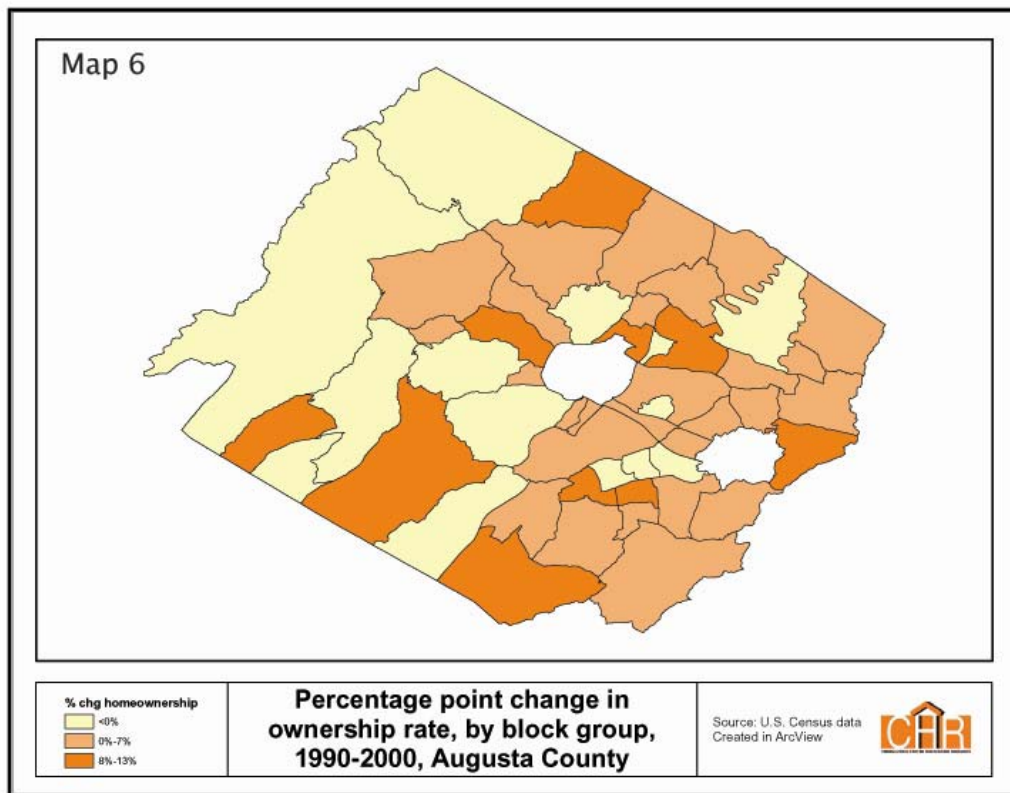 Map 6
% chg homeownership
<0%
0%-7%
8%-13%
Percentage point change in
ownership rate, by block group,
1990-2000, Augusta County
Source: U.S. Census data
Created in ArcView
CHR